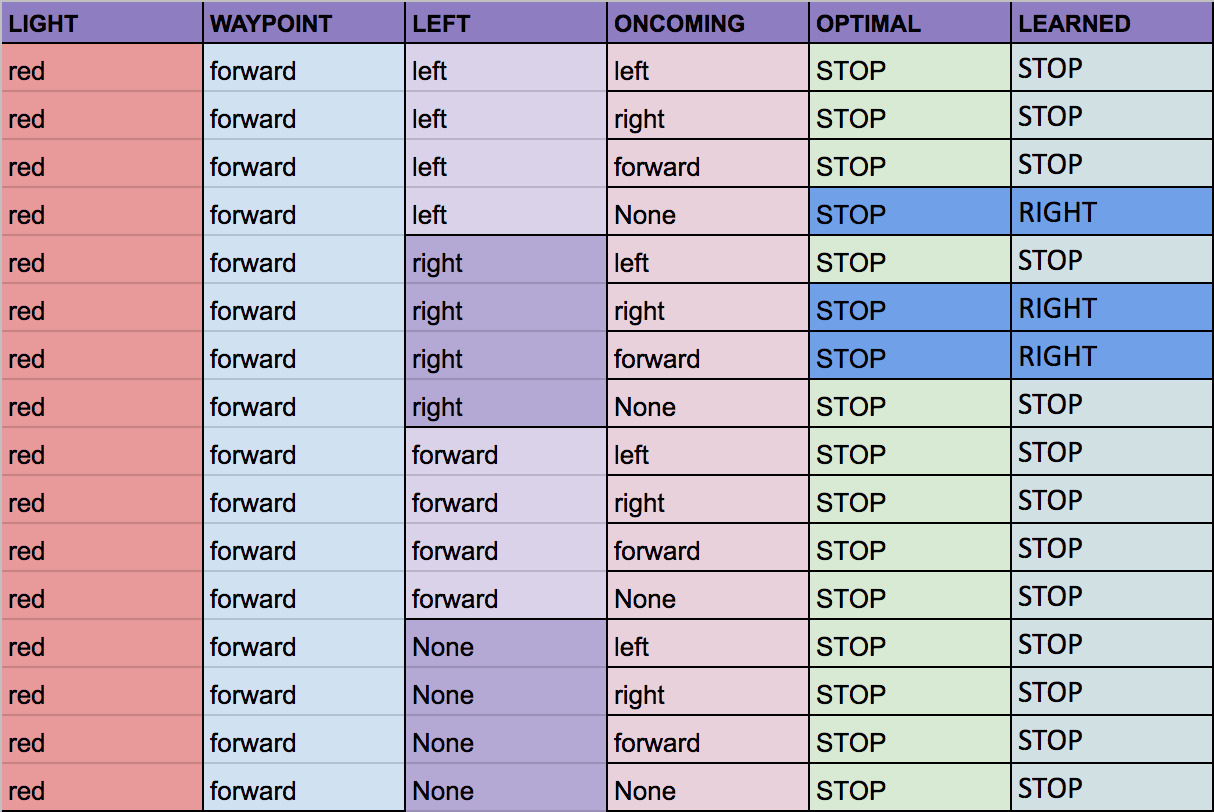 LIGHT WAYPOINT LEFT ONCOMING OPTIMAL LEARNED
red forward left left STOP STOP
red forward left right STOP STOP
red forward left forward STOP STOP
red forward left None STOP RIGHT
red forward right left STOP STOP
red forward right right STOP RIGHT
red forward right forward STOP RIGHT
red forward right None STOP STOP
red forward forward left STOP STOP
red forward forward right STOP STOP
red forward forward forward STOP STOP
red forward forward None STOP STOP
red forward None left STOP STOP
red forward None right STOP STOP
red forward None forward STOP STOP
red forward None None STOP STOP